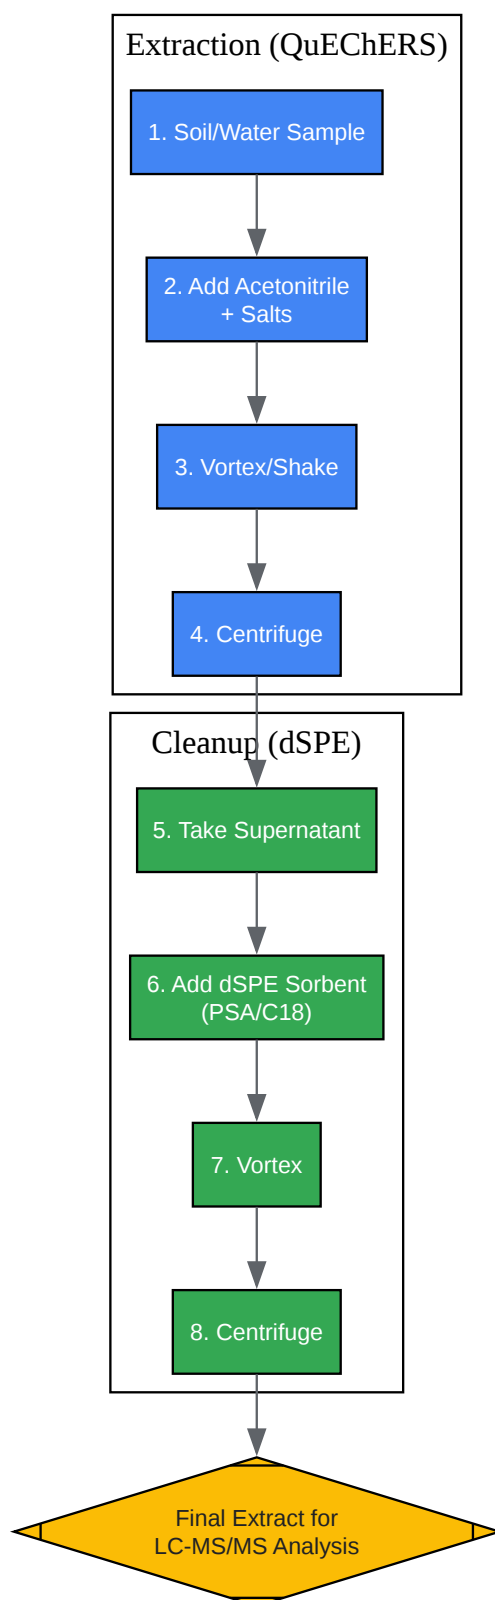 Extraction (QuEChERS)
1. Soil/Water Sample
2. Add Acetonitrile
+ Salts
3. Vortex/Shake
4. Centrifuge
Cleanup (dSPE)
5. Take Supernatant
6. Add dSPE Sorbent
(PSA/C18)
7. Vortex
8. Centrifuge
Final Extract for
LC-MS/MS Analysis